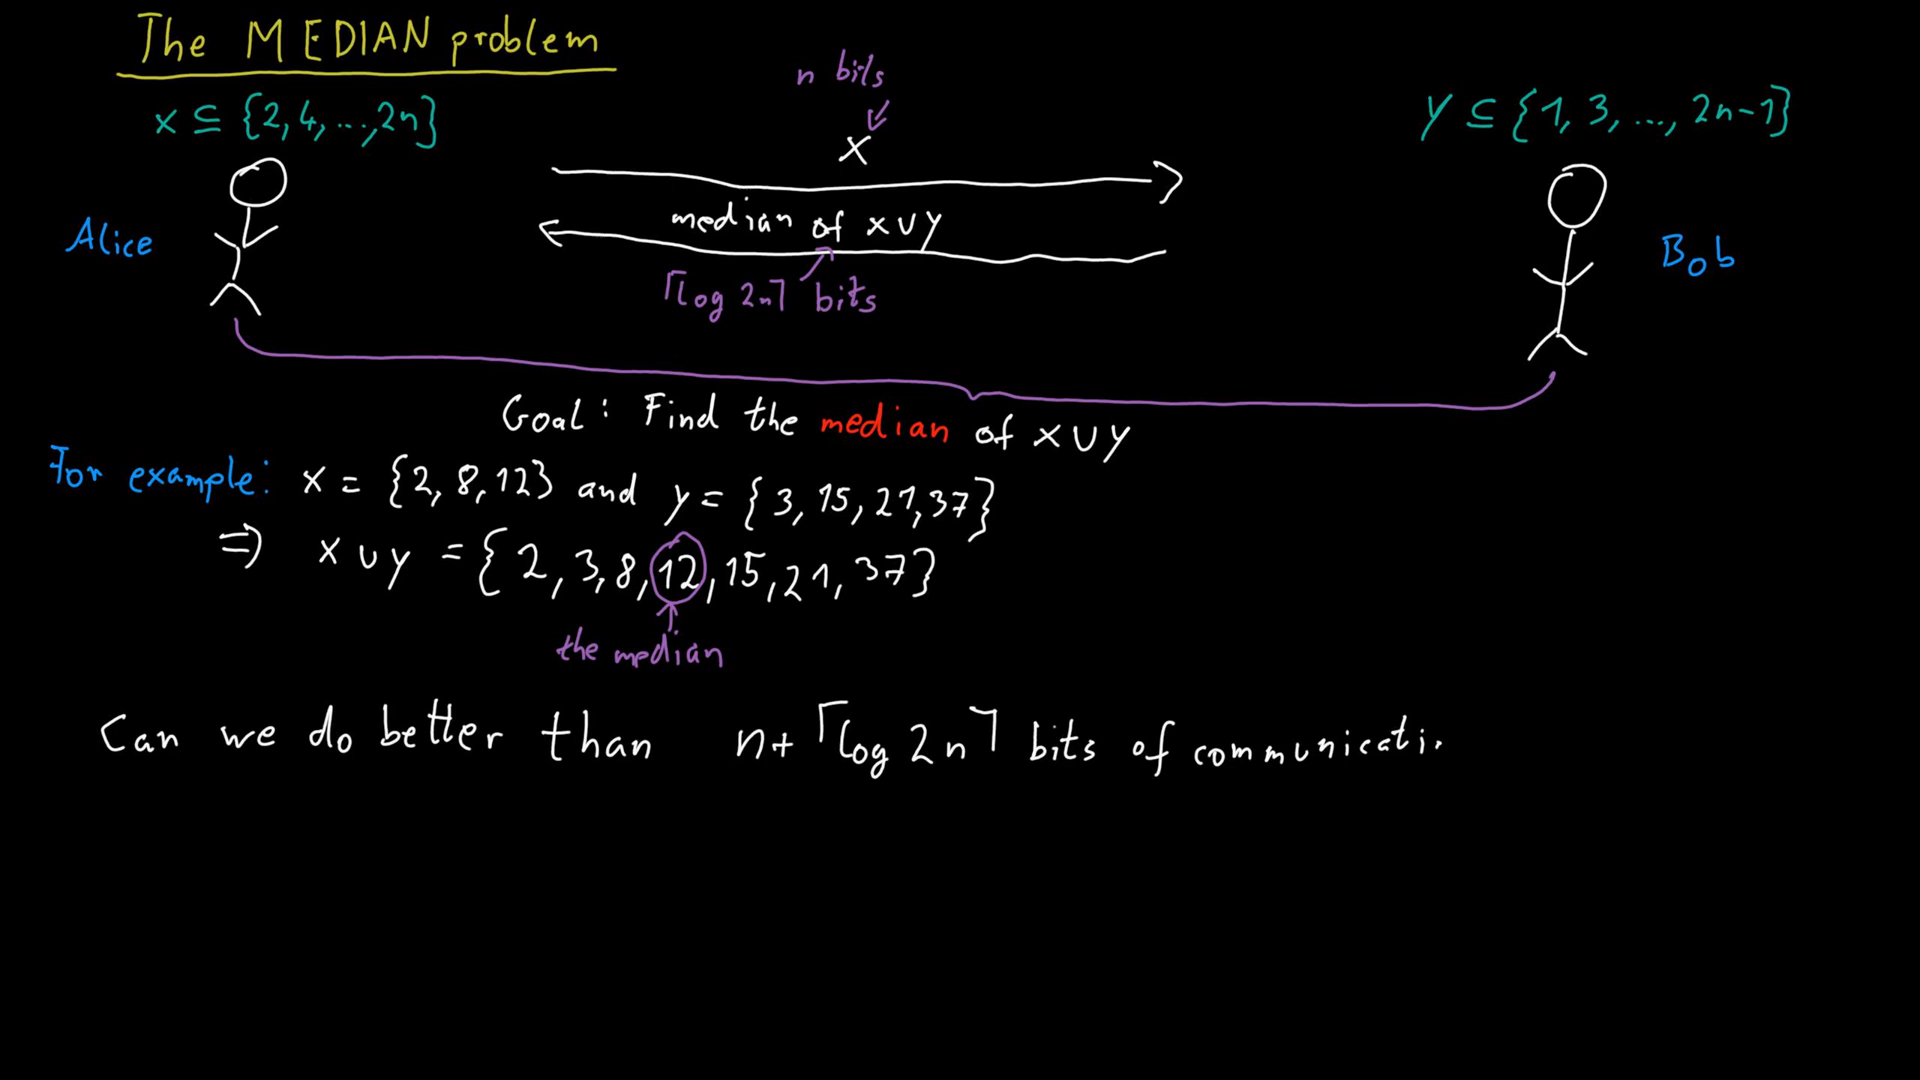 The MEDIAN problem
n bits
x ⊆ {2,4,...,2n}
y ⊆ {1, 3, ..., 2n-1}
x
median of x ∪ y
Alice
Bob
⌈log 2n⌉ bits
Goal: Find the median of x ∪ y
For example: x = {2, 8, 12} and y = {3, 15, 21, 37}
⇒ x ∪ y = {2, 3, 8, 12, 15, 21, 37}
the median
Can we do better than n + ⌈log 2n⌉ bits of communicati